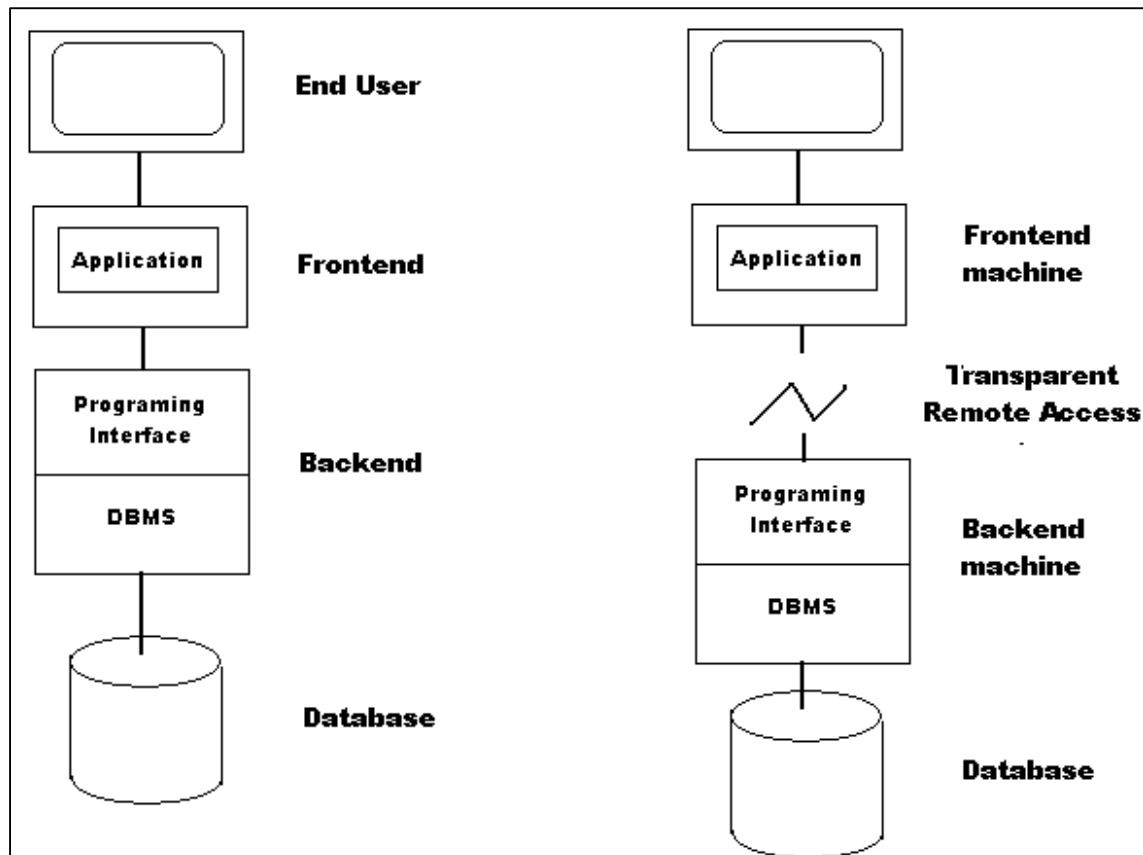 End User
Application
Frontend
Programing
Interface
Backend
DBMS
Database
Application
Frontend
machine
Transparent
Remote Access
Programing
Interface
Backend
machine
DBMS
Database